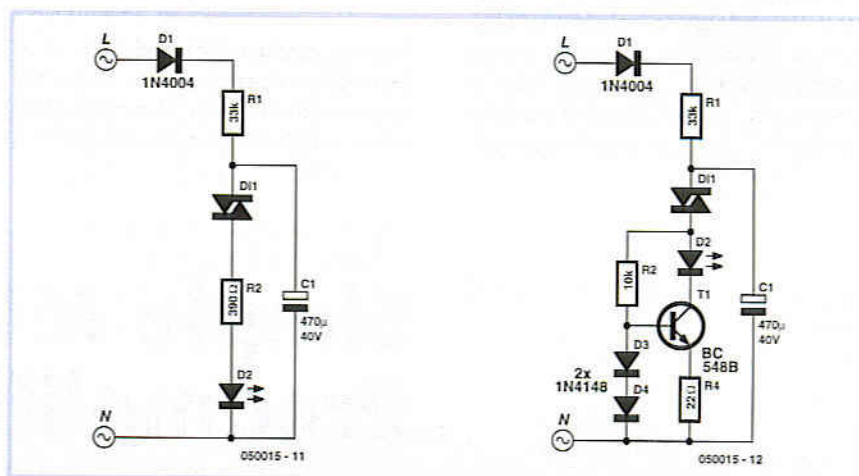 L
D1
1N4004
R1
33k
Di1
R2
390Ω
C1
470μ
40V
D2
N
050015 - 11
L
D1
1N4004
R1
33k
Di1
D2
R2
10k
T1
C1
470μ
40V
D3
BC
548B
2x
1N4148
D4
R4
22Ω
N
050015 - 12